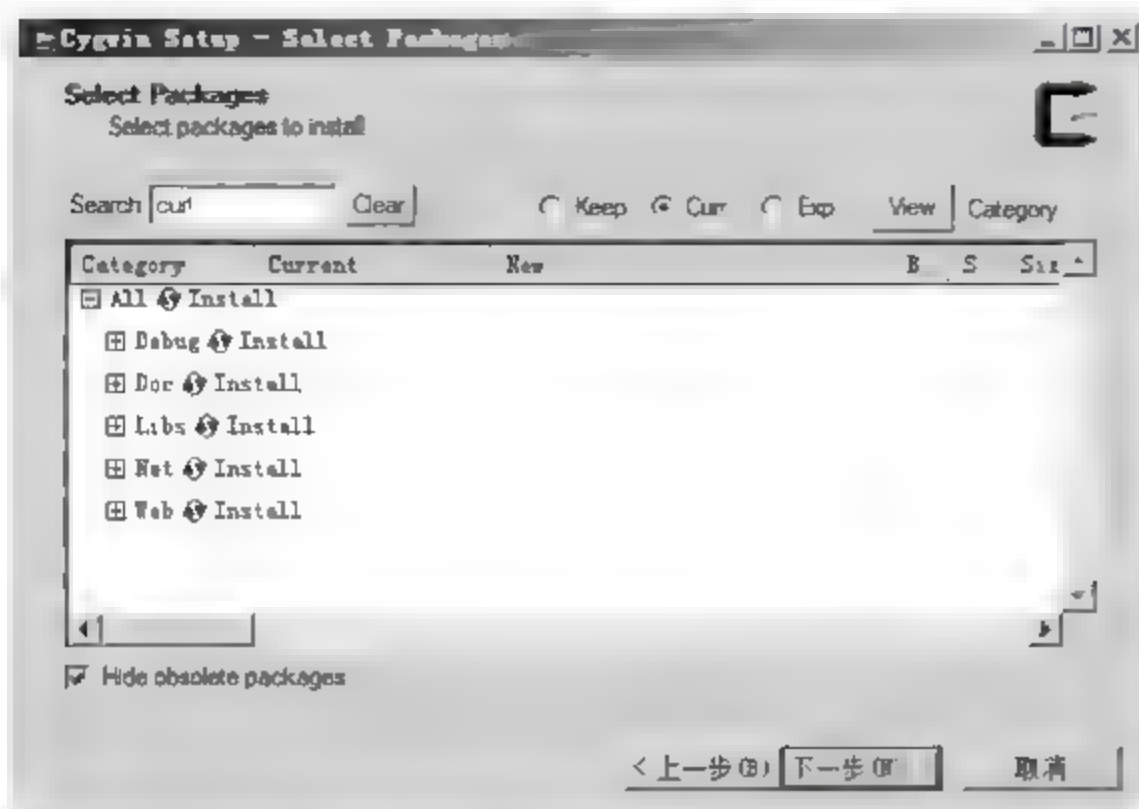 Cygwin Setup - Select Packages
Select Packages
Select packages to install
Search curl Clear Keep Curr Exp View Category
Category Current New B... S Siz
All Install
Debug Install
Doc Install
Libs Install
Net Install
Web Install
Hide obsolete packages
< 上一步(B) 下一步(N) 取消